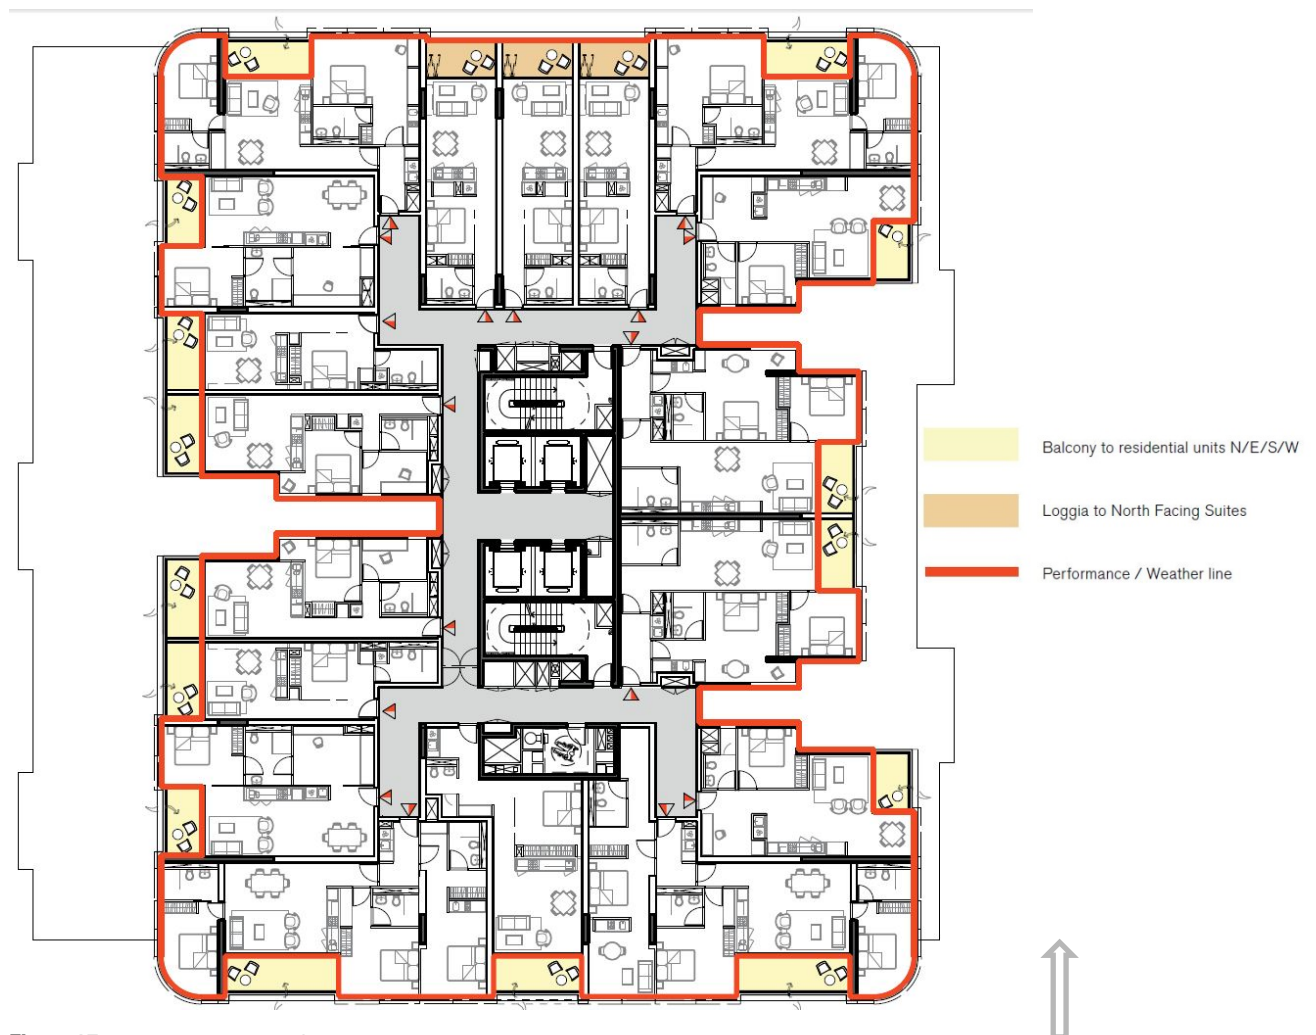 Balcony to residential units N/E/S/W
Loggia to North Facing Suites
Performance / Weather line